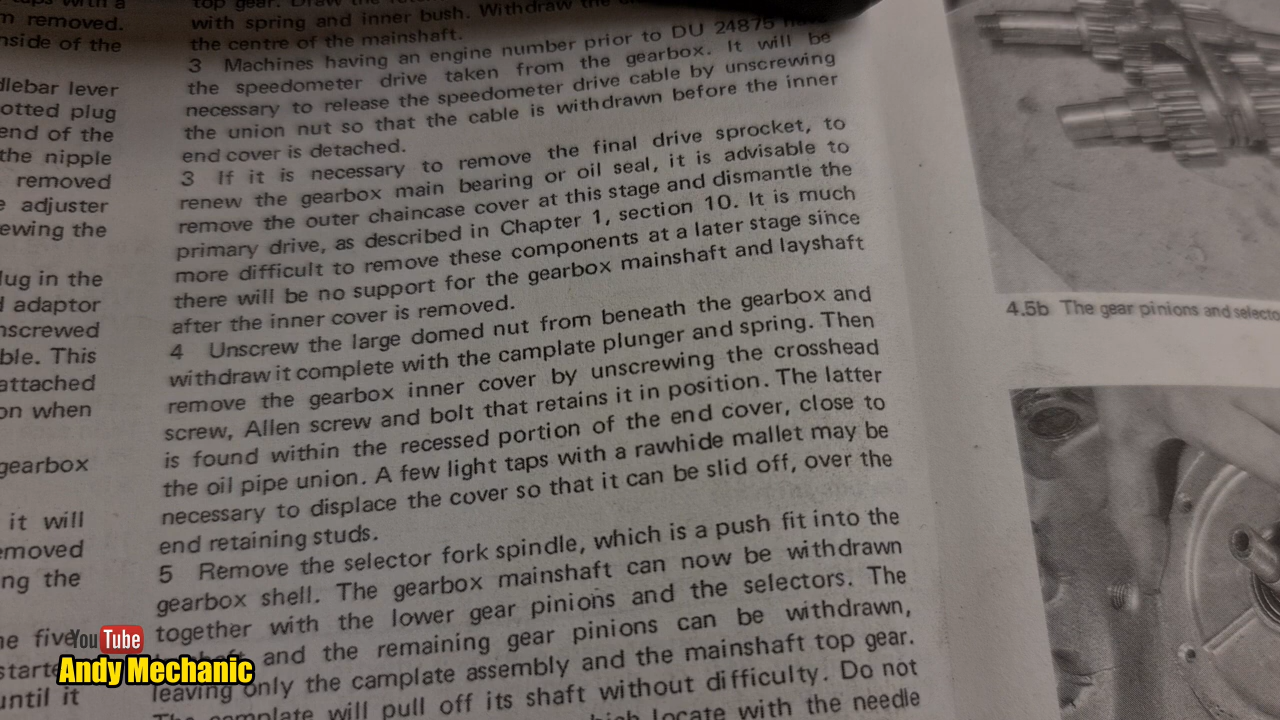 m removed.
nside of the
dlebar lever
otted plug
end of the
the nipple
removed
e adjuster
ewing the
lug in the
d adaptor
nscrewed
ble. This
attached
on when
gearbox
it will
emoved
ng the
he five
starte
until it
with spring and inner bush. Withdraw the
the centre of the mainshaft.
3 Machines having an engine number prior to DU 24875 have
the speedometer drive taken from the gearbox. It will be
necessary to release the speedometer drive cable by unscrewing
the union nut so that the cable is withdrawn before the inner
end cover is detached.
3 If it is necessary to remove the final drive sprocket, to
renew the gearbox main bearing or oil seal, it is advisable to
remove the outer chaincase cover at this stage and dismantle the
primary drive, as described in Chapter 1, section 10. It is much
more difficult to remove these components at a later stage since
there will be no support for the gearbox mainshaft and layshaft
after the inner cover is removed.
4 Unscrew the large domed nut from beneath the gearbox and
withdraw it complete with the camplate plunger and spring. Then
remove the gearbox inner cover by unscrewing the crosshead
screw, Allen screw and bolt that retains it in position. The latter
is found within the recessed portion of the end cover, close to
the oil pipe union. A few light taps with a rawhide mallet may be
necessary to displace the cover so that it can be slid off, over the
end retaining studs.
5 Remove the selector fork spindle, which is a push fit into the
gearbox shell. The gearbox mainshaft can now be withdrawn
together with the lower gear pinions and the selectors. The
and the remaining gear pinions can be withdrawn,
leaving only the camplate assembly and the mainshaft top gear.
The camplate will pull off its shaft without difficulty. Do not
locate with the needle
4.5b The gear pinions and selecto
YouTube
Andy Mechanic